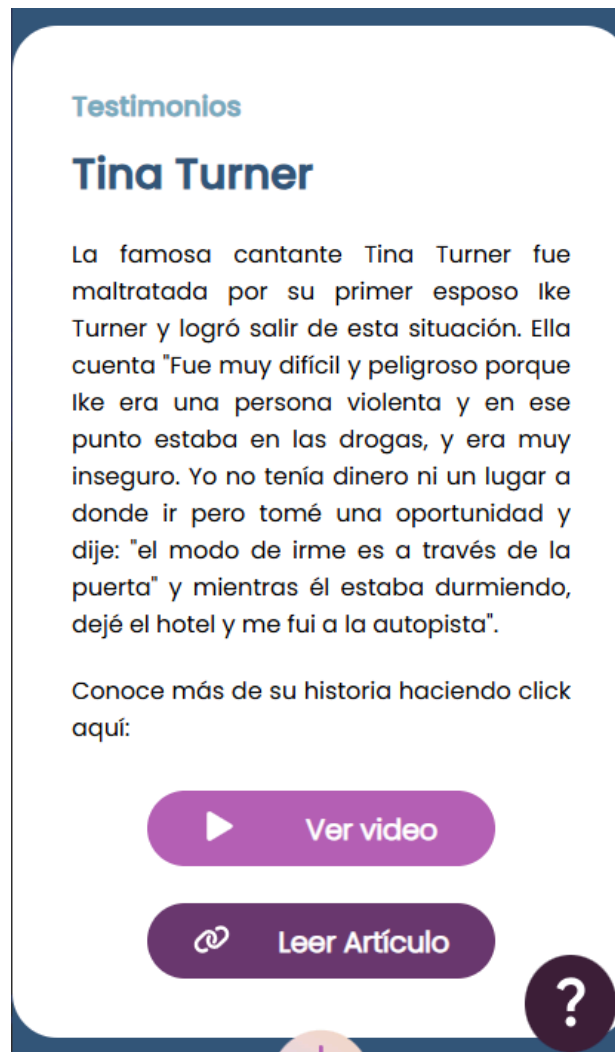 Testimonios
Tina Turner
La famosa cantante Tina Turner fue
maltratada por su primer esposo Ike
Turner y logró salir de esta situación. Ella
cuenta "Fue muy difícil y peligroso porque
Ike era una persona violenta y en ese
punto estaba en las drogas, y era muy
inseguro. Yo no tenía dinero ni un lugar a
donde ir pero tomé una oportunidad y
dije: "el modo de irme es a través de la
puerta" y mientras él estaba durmiendo,
dejé el hotel y me fui a la autopista".
Conoce más de su historia haciendo click
aquí:
Ver video
Leer Artículo
?